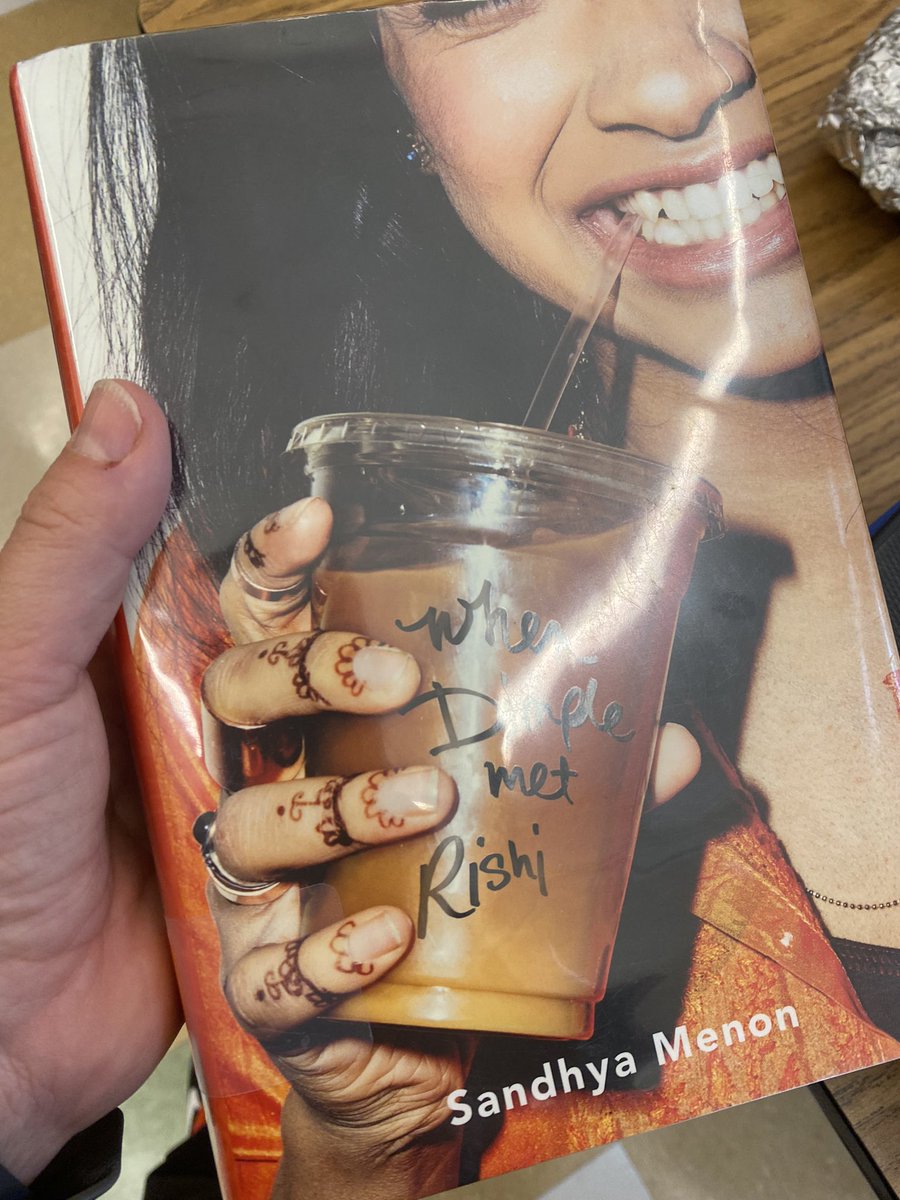 when
Dimple
met
Rishi
Sandhya Menon